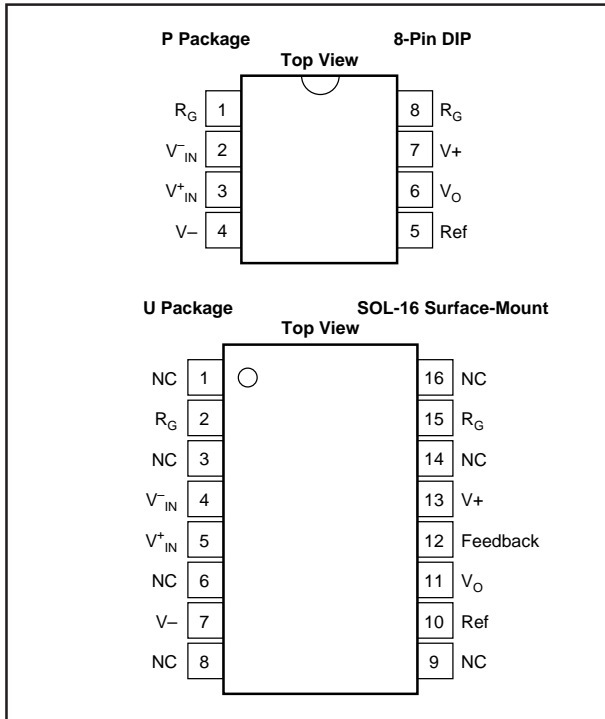 P Package 8-Pin DIP
Top View
R_G 1 8 R_G
V⁻_IN 2 7 V+
V⁺_IN 3 6 V_O
V– 4 5 Ref
U Package SOL-16 Surface-Mount
Top View
NC 1 16 NC
R_G 2 15 R_G
NC 3 14 NC
V⁻_IN 4 13 V+
V⁺_IN 5 12 Feedback
NC 6 11 V_O
V– 7 10 Ref
NC 8 9 NC